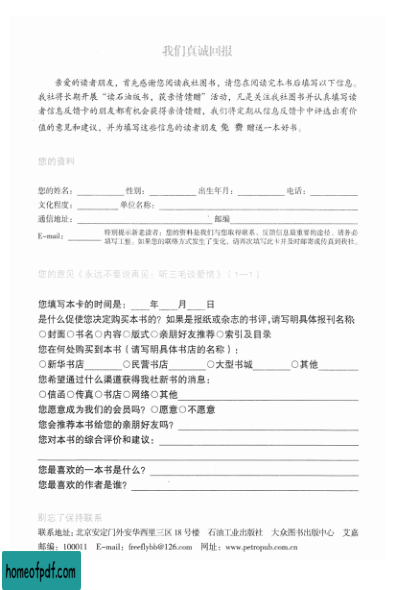 我们真诚回报
亲爱的读者朋友，首先感谢您阅读我社图书，请您在阅读完本书后填写以下信息。
我社将长期开展“读石油版书，获亲情馈赠”活动，凡是关注我社图书并认真填写读
者信息反馈卡的朋友都有机会获得亲情馈赠，我们将定期从信息反馈卡中评选出有价
值的意见和建议，并为填写这些信息的读者朋友 免 费 赠送一本好书。
您的资料
您的姓名：__________ 性别：__________ 出生年月：__________ 电话：__________
文化程度：__________ 单位名称：__________
通信地址：__________ 邮编__________
E-mail：__________ 特别提示新老读者：您的资料是我们与您取得联系、反馈信息最重要的途径，请务必
填写工整。如果您的联络方式发生了变化，请再次填写此卡并及时邮寄或传真到我社。
您的意见《永远不要说再见：听三毛谈爱情》（1—1）
您填写本卡的时间是：____年____月____日
是什么促使您决定购买本书的？如果是报纸或杂志的书评，请写明具体报刊名称：
○封面○书名○内容○版式○亲朋好友推荐○索引及目录
您在何处购买到本书（请写明具体书店的名称）：
○新华书店________○民营书店________○大型书城________○其他________
您希望通过什么渠道获得我社新书的消息：
○信函○传真○书店○网络○其他________
您愿意成为我们的会员吗？○愿意○不愿意
您会推荐本书给您的亲朋好友吗？________
您对本书的综合评价和建议：________
您最喜欢的一本书是什么？________
您最喜欢的作者是谁？________
别忘了保持联系
联系地址：北京安定门外安华西里三区 18 号楼 石油工业出版社 大众图书出版中心 艾嘉
邮编：100011 E-mail：freeflybb@126.com 网址：www.petropub.com.cn
homeofpdf.com